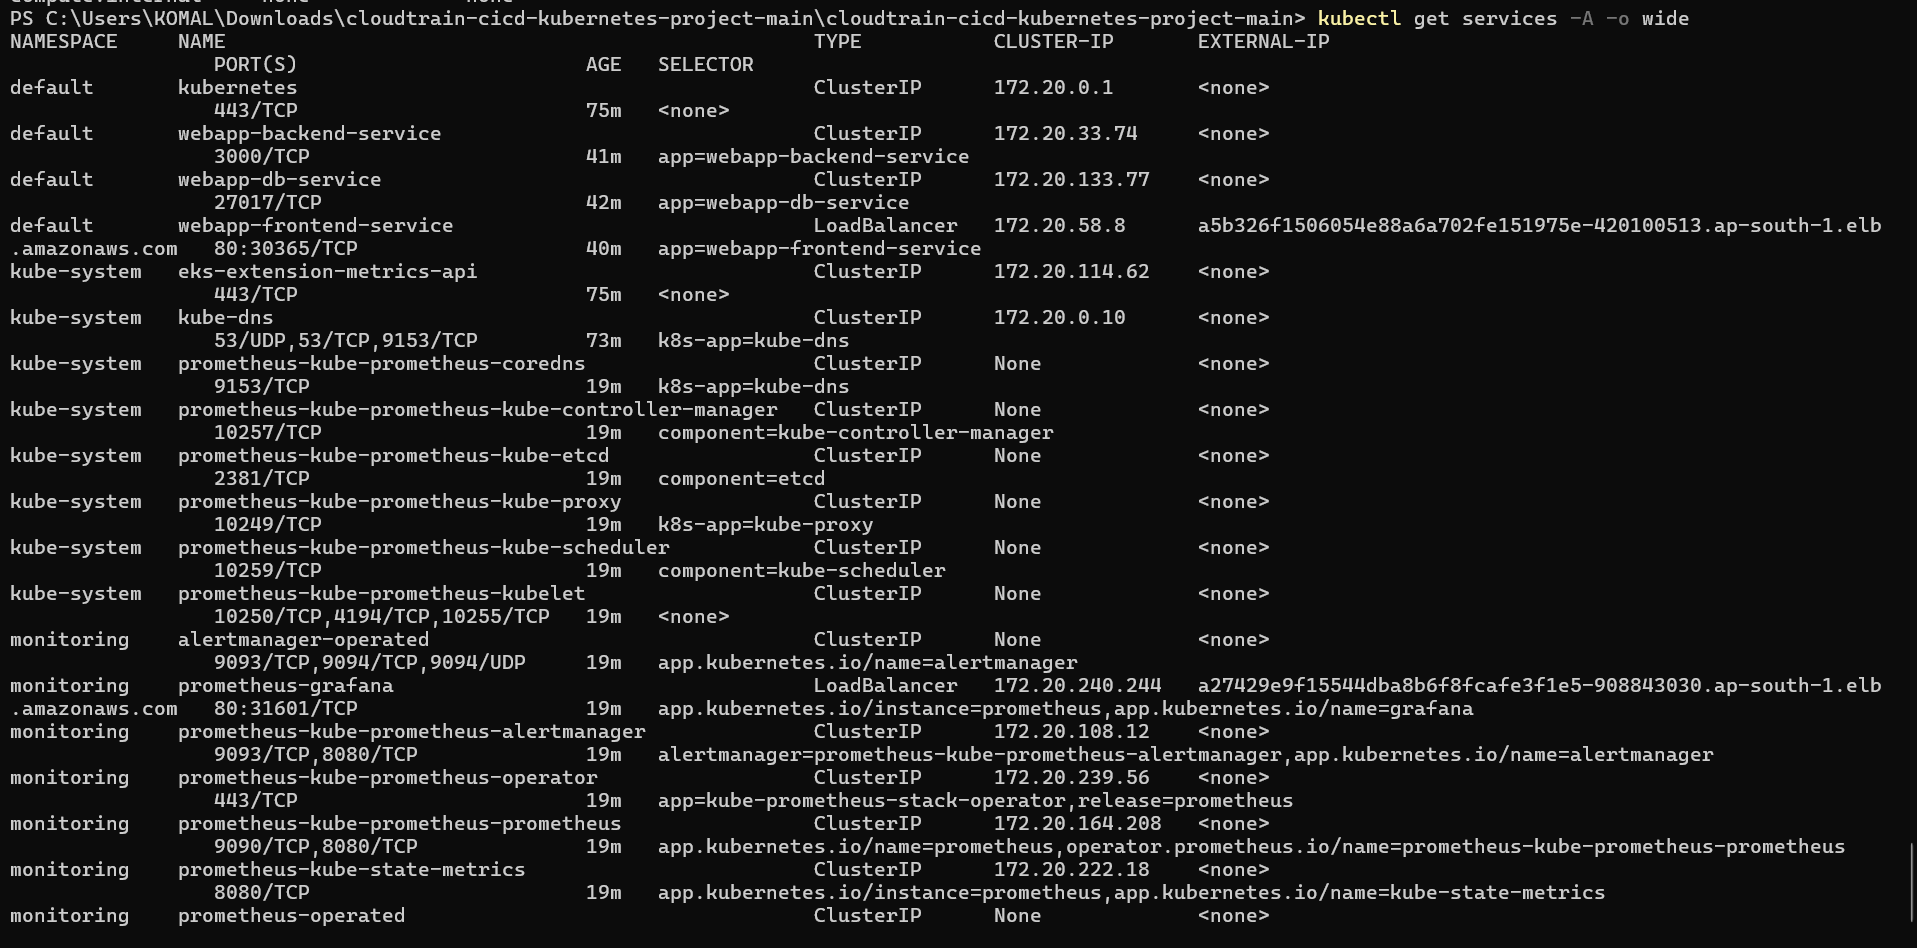 PS C:\Users\KOMAL\Downloads\cloudtrain-cicd-kubernetes-project-main\cloudtrain-cicd-kubernetes-project-main> kubectl get services -A -o wide
NAMESPACE     NAME                                                 TYPE           CLUSTER-IP       EXTERNAL-IP
                 PORT(S)                        AGE   SELECTOR
default       kubernetes                                           ClusterIP      172.20.0.1       <none>
                 443/TCP                        75m   <none>
default       webapp-backend-service                               ClusterIP      172.20.33.74     <none>
                 3000/TCP                       41m   app=webapp-backend-service
default       webapp-db-service                                    ClusterIP      172.20.133.77    <none>
                 27017/TCP                      42m   app=webapp-db-service
default       webapp-frontend-service                              LoadBalancer   172.20.58.8      a5b326f1506054e88a6a702fe151975e-420100513.ap-south-1.elb
.amazonaws.com   80:30365/TCP                   40m   app=webapp-frontend-service
kube-system   eks-extension-metrics-api                            ClusterIP      172.20.114.62    <none>
                 443/TCP                        75m   <none>
kube-system   kube-dns                                             ClusterIP      172.20.0.10      <none>
                 53/UDP,53/TCP,9153/TCP         73m   k8s-app=kube-dns
kube-system   prometheus-kube-prometheus-coredns                   ClusterIP      None             <none>
                 9153/TCP                       19m   k8s-app=kube-dns
kube-system   prometheus-kube-prometheus-kube-controller-manager   ClusterIP      None             <none>
                 10257/TCP                      19m   component=kube-controller-manager
kube-system   prometheus-kube-prometheus-kube-etcd                 ClusterIP      None             <none>
                 2381/TCP                       19m   component=etcd
kube-system   prometheus-kube-prometheus-kube-proxy                ClusterIP      None             <none>
                 10249/TCP                      19m   k8s-app=kube-proxy
kube-system   prometheus-kube-prometheus-kube-scheduler            ClusterIP      None             <none>
                 10259/TCP                      19m   component=kube-scheduler
kube-system   prometheus-kube-prometheus-kubelet                   ClusterIP      None             <none>
                 10250/TCP,4194/TCP,10255/TCP   19m   <none>
monitoring    alertmanager-operated                                ClusterIP      None             <none>
                 9093/TCP,9094/TCP,9094/UDP     19m   app.kubernetes.io/name=alertmanager
monitoring    prometheus-grafana                                   LoadBalancer   172.20.240.244   a27429e9f15544dba8b6f8fcafe3f1e5-908843030.ap-south-1.elb
.amazonaws.com   80:31601/TCP                   19m   app.kubernetes.io/instance=prometheus,app.kubernetes.io/name=grafana
monitoring    prometheus-kube-prometheus-alertmanager              ClusterIP      172.20.108.12    <none>
                 9093/TCP,8080/TCP              19m   alertmanager=prometheus-kube-prometheus-alertmanager,app.kubernetes.io/name=alertmanager
monitoring    prometheus-kube-prometheus-operator                  ClusterIP      172.20.239.56    <none>
                 443/TCP                        19m   app=kube-prometheus-stack-operator,release=prometheus
monitoring    prometheus-kube-prometheus-prometheus                ClusterIP      172.20.164.208   <none>
                 9090/TCP,8080/TCP              19m   app.kubernetes.io/name=prometheus,operator.prometheus.io/name=prometheus-kube-prometheus-prometheus
monitoring    prometheus-kube-state-metrics                        ClusterIP      172.20.222.18    <none>
                 8080/TCP                       19m   app.kubernetes.io/instance=prometheus,app.kubernetes.io/name=kube-state-metrics
monitoring    prometheus-operated                                  ClusterIP      None             <none>